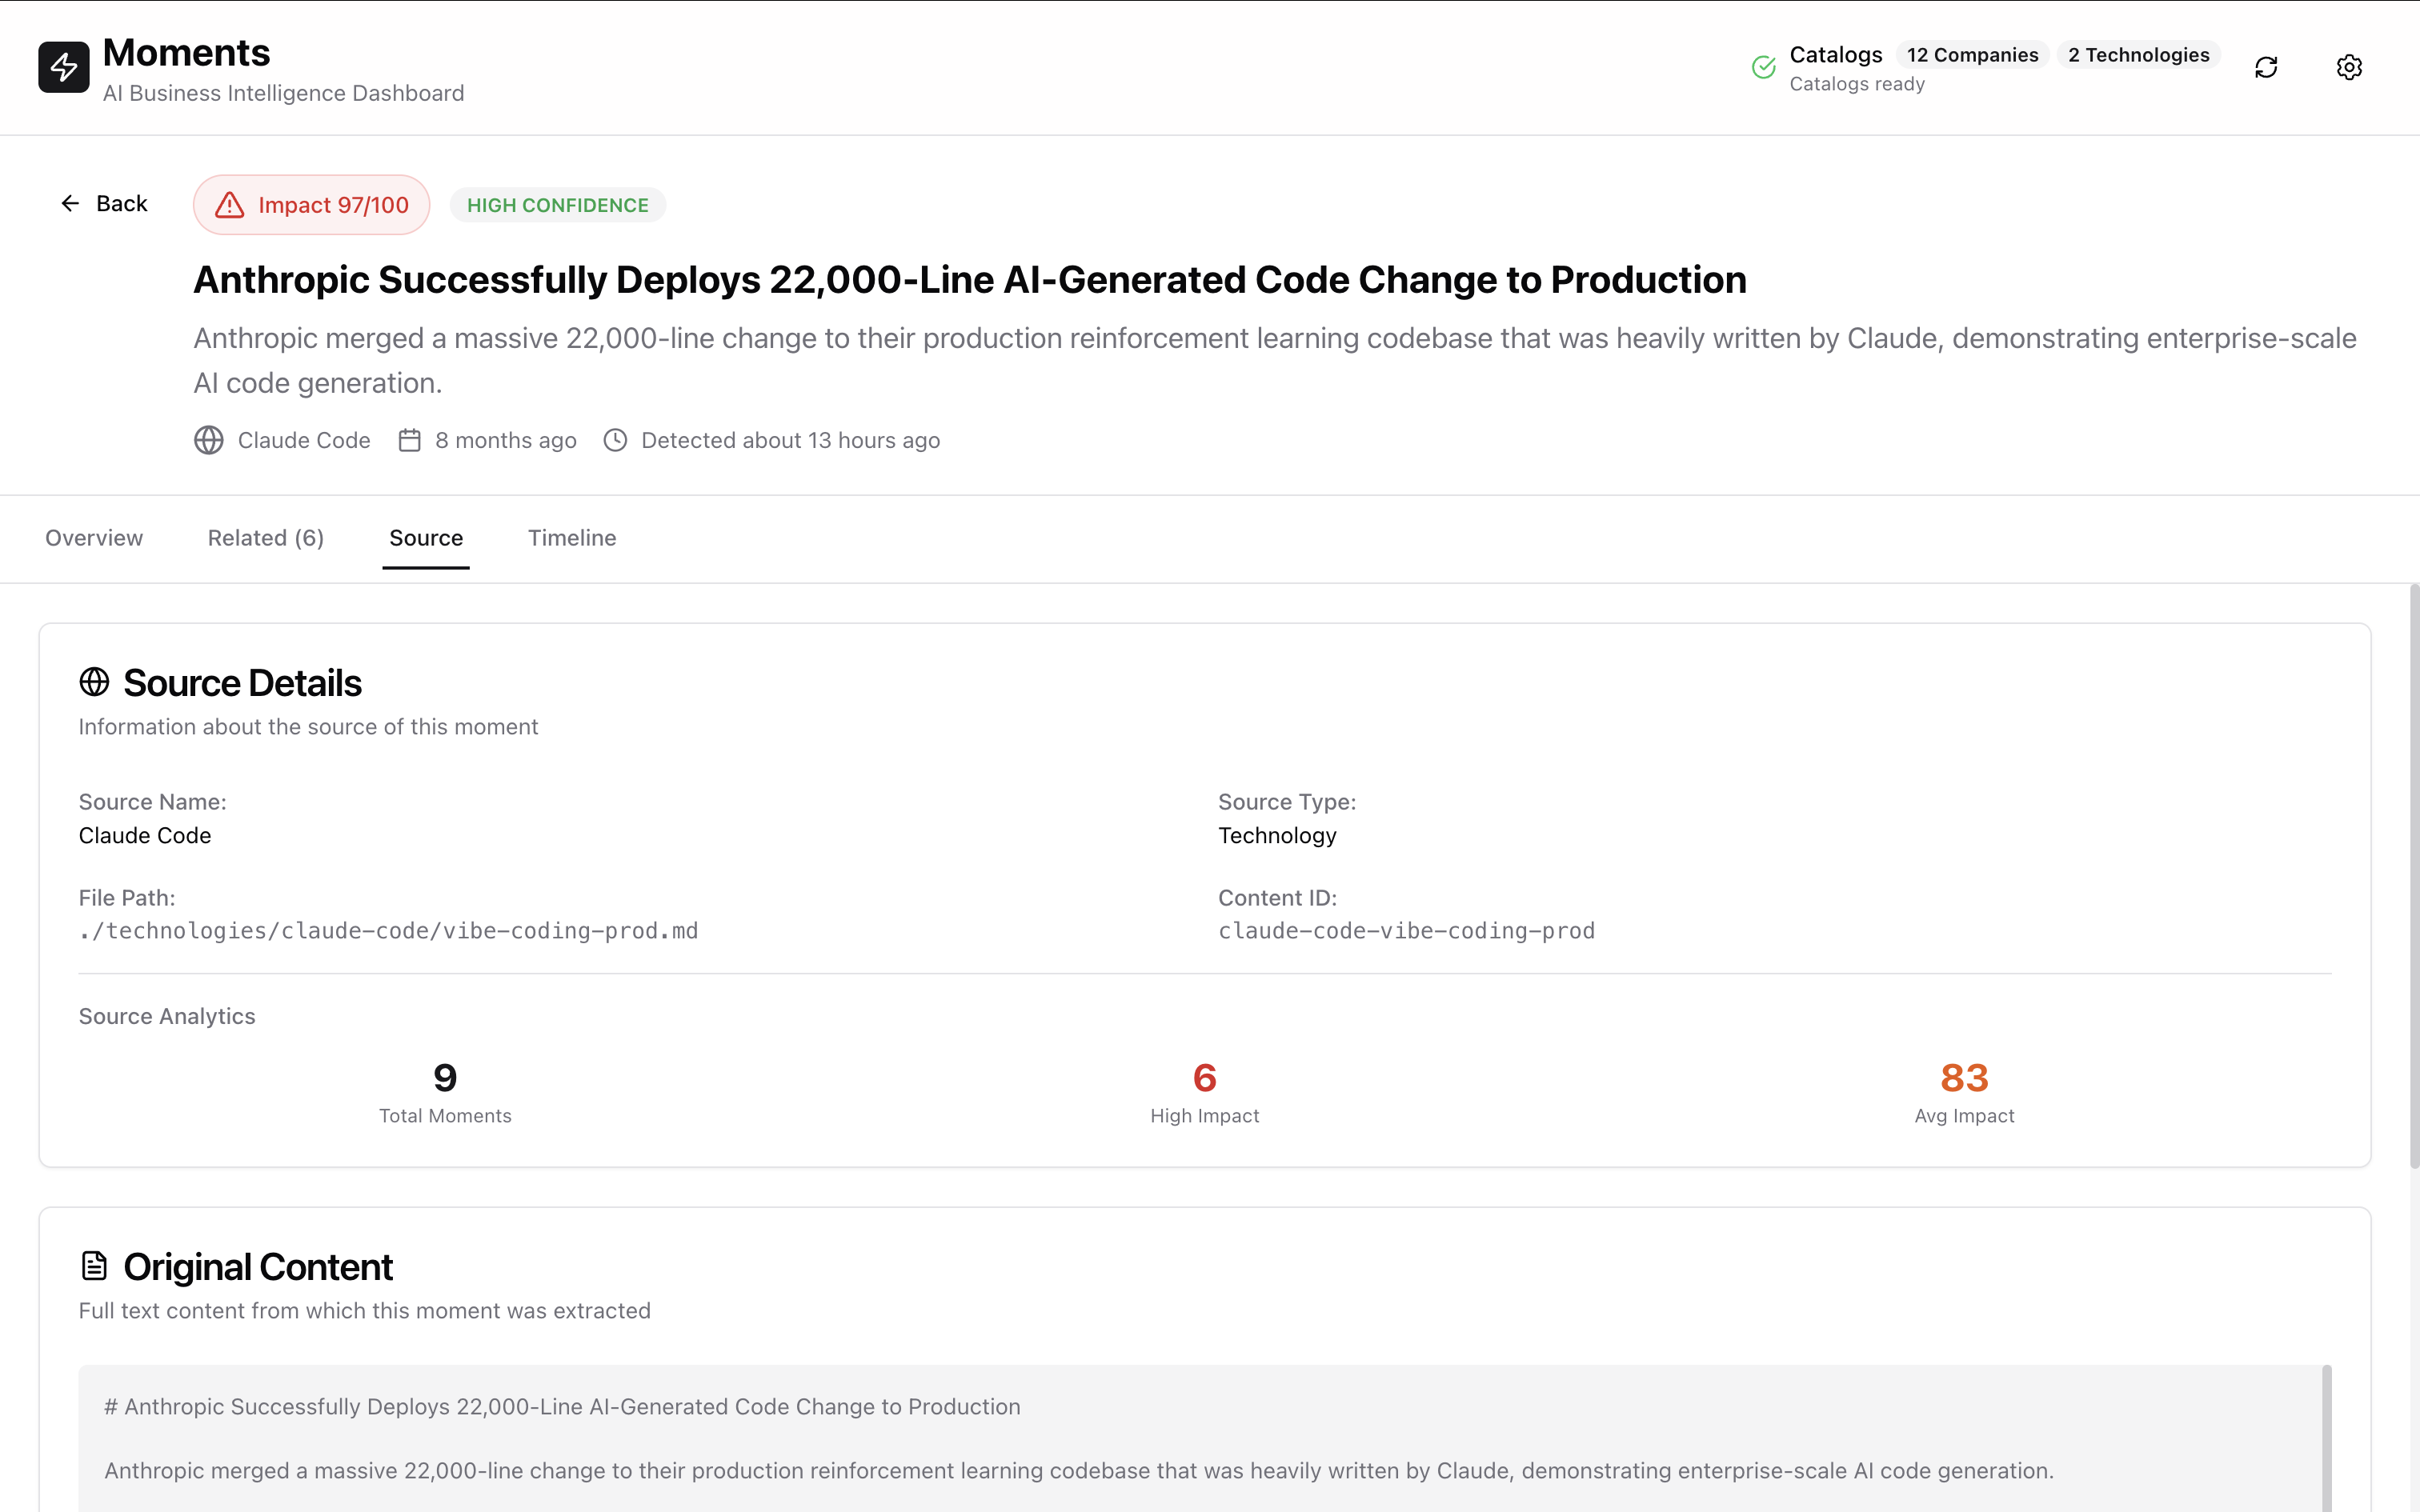 Moments
AI Business Intelligence Dashboard
Catalogs 12 Companies 2 Technologies
Catalogs ready
Back
Impact 97/100
HIGH CONFIDENCE
Anthropic Successfully Deploys 22,000-Line AI-Generated Code Change to Production
Anthropic merged a massive 22,000-line change to their production reinforcement learning codebase that was heavily written by Claude, demonstrating enterprise-scale
AI code generation.
Claude Code 8 months ago Detected about 13 hours ago
Overview Related (6) Source Timeline
Source Details
Information about the source of this moment
Source Name:
Claude Code
Source Type:
Technology
File Path:
./technologies/claude-code/vibe-coding-prod.md
Content ID:
claude-code-vibe-coding-prod
Source Analytics
9
Total Moments
6
High Impact
83
Avg Impact
Original Content
Full text content from which this moment was extracted
# Anthropic Successfully Deploys 22,000-Line AI-Generated Code Change to Production
Anthropic merged a massive 22,000-line change to their production reinforcement learning codebase that was heavily written by Claude, demonstrating enterprise-scale AI code generation.